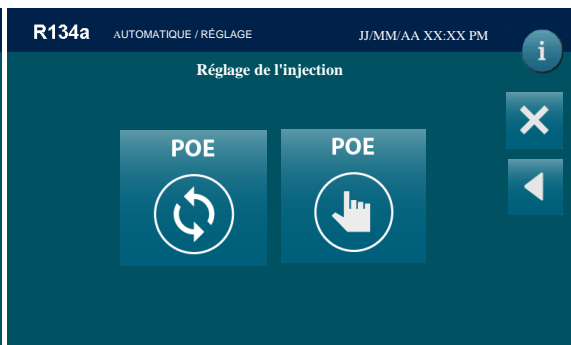 R134a AUTOMATIQUE / RÉGLAGE JJ/MM/AA XX:XX PM
i
Réglage de l'injection
POE POE